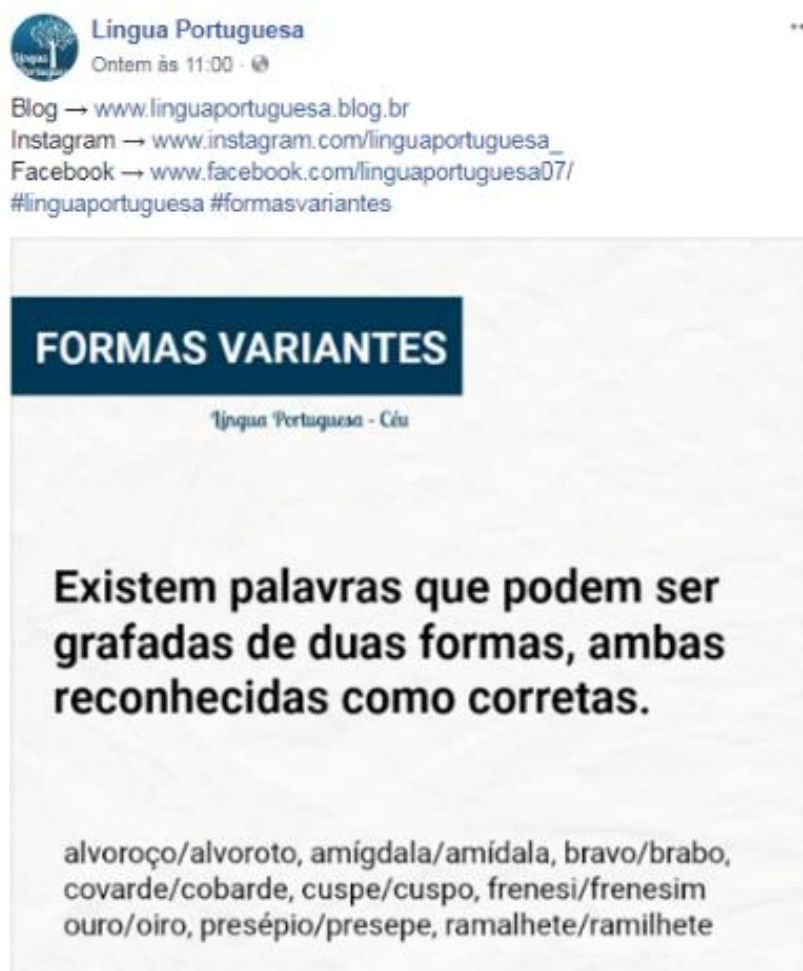 Língua Portuguesa
Ontem às 11:00 ·
Blog → www.linguaportuguesa.blog.br
Instagram → www.instagram.com/linguaportuguesa_
Facebook → www.facebook.com/linguaportuguesa07/
#linguaportuguesa #formasvariantes
FORMAS VARIANTES
Língua Portuguesa - Céu
Existem palavras que podem ser
grafadas de duas formas, ambas
reconhecidas como corretas.
alvoroço/alvoroto, amígdala/amídala, bravo/brabo,
covarde/cobarde, cuspe/cuspo, frenesi/frenesim
ouro/oiro, presépio/presepe, ramalhete/ramilhete